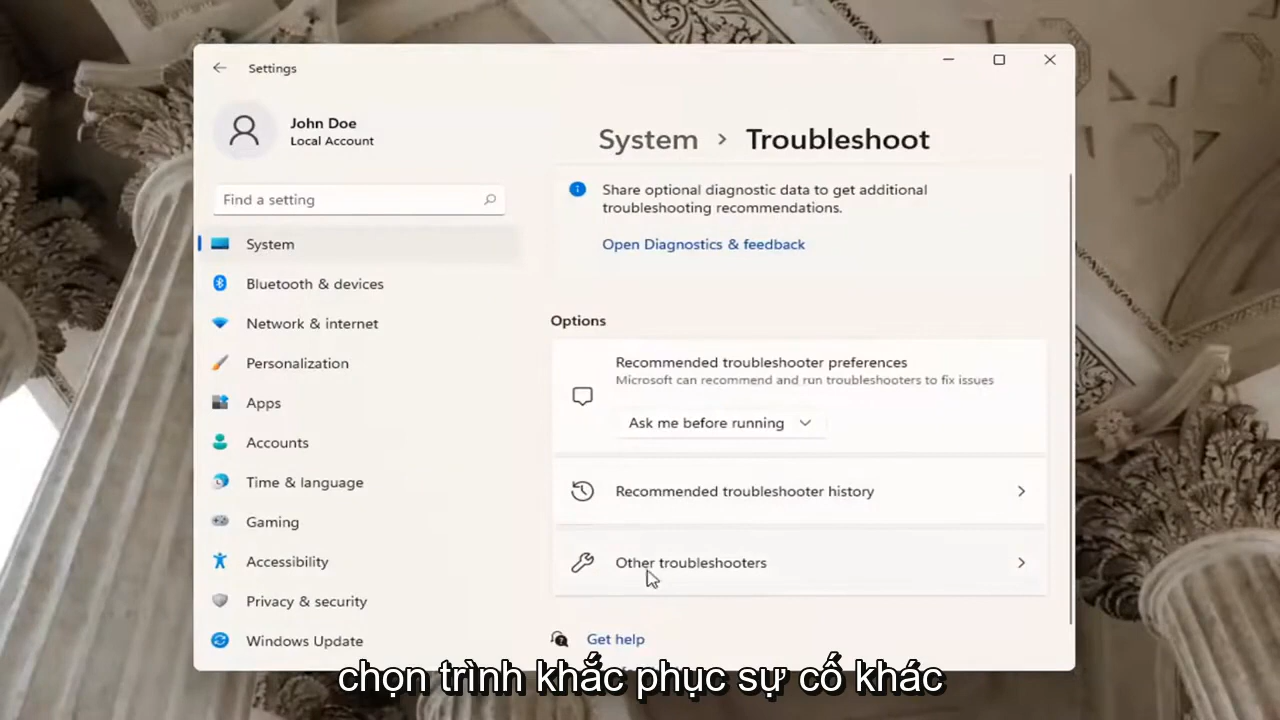 Settings
John Doe
Local Account
Find a setting
System
Bluetooth & devices
Network & internet
Personalization
Apps
Accounts
Time & language
Gaming
Accessibility
Privacy & security
Windows Update
System > Troubleshoot
Share optional diagnostic data to get additional
troubleshooting recommendations.
Open Diagnostics & feedback
Options
Recommended troubleshooter preferences
Microsoft can recommend and run troubleshooters to fix issues
Ask me before running
Recommended troubleshooter history
Other troubleshooters
Get help
chọn trình khắc phục sự cố khác